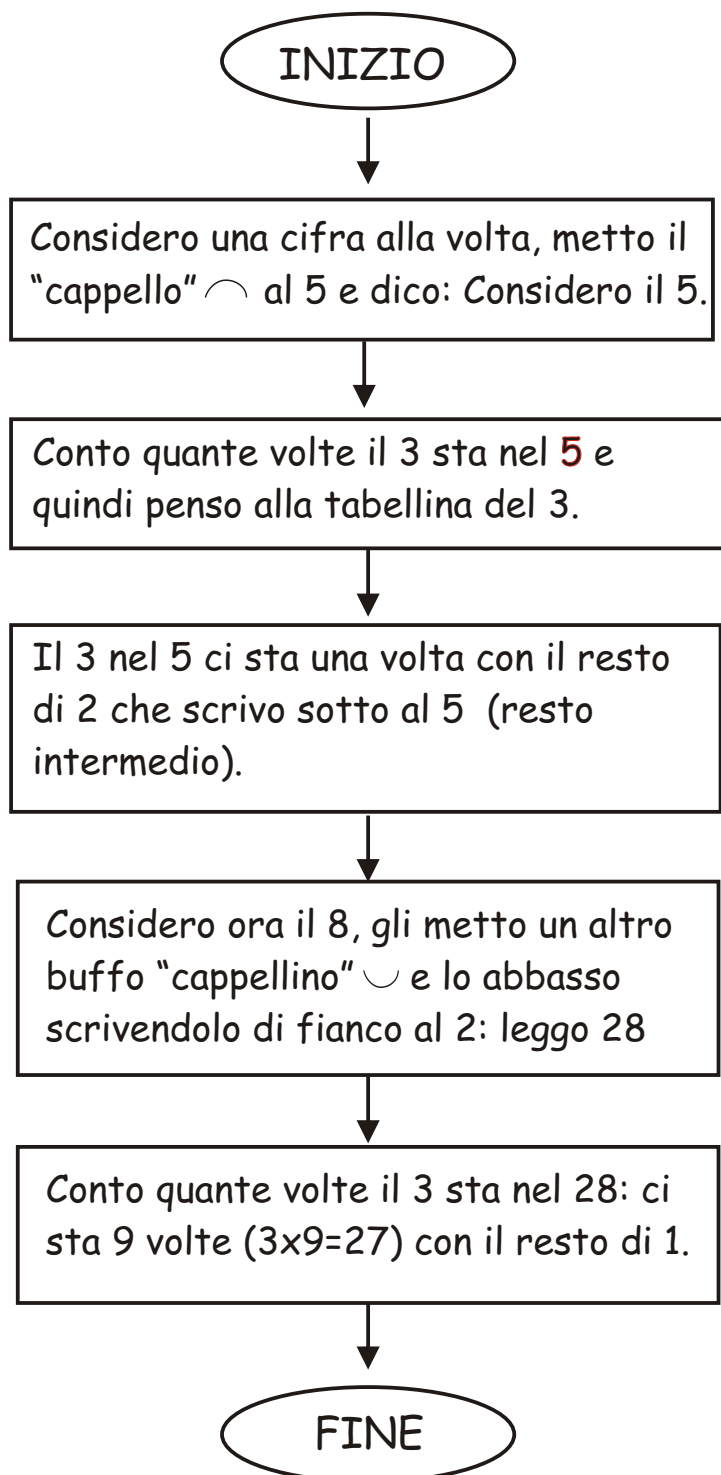 INIZIO
Considero una cifra alla volta, metto il
“cappello” ⌒ al 5 e dico: Considero il 5.
Conto quante volte il 3 sta nel 5 e
quindi penso alla tabellina del 3.
Il 3 nel 5 ci sta una volta con il resto
di 2 che scrivo sotto al 5 (resto
intermedio).
Considero ora il 8, gli metto un altro
buffo “cappellino” ‿ e lo abbasso
scrivendolo di fianco al 2: leggo 28
Conto quante volte il 3 sta nel 28: ci
sta 9 volte (3x9=27) con il resto di 1.
FINE